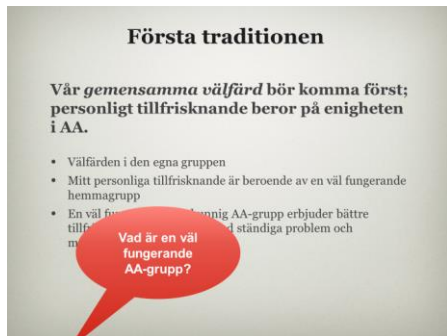 Första traditionen
Vår gemensamma välfärd bör komma först;
personligt tillfrisknande beror på enigheten
i AA.
• Välfärden i den egna gruppen
• Mitt personliga tillfrisknande är beroende av en väl fungerande
hemmagrupp
• En väl AA-grupp erbjuder bättre
ständiga problem och
Vad är en väl
fungerande
AA-grupp?